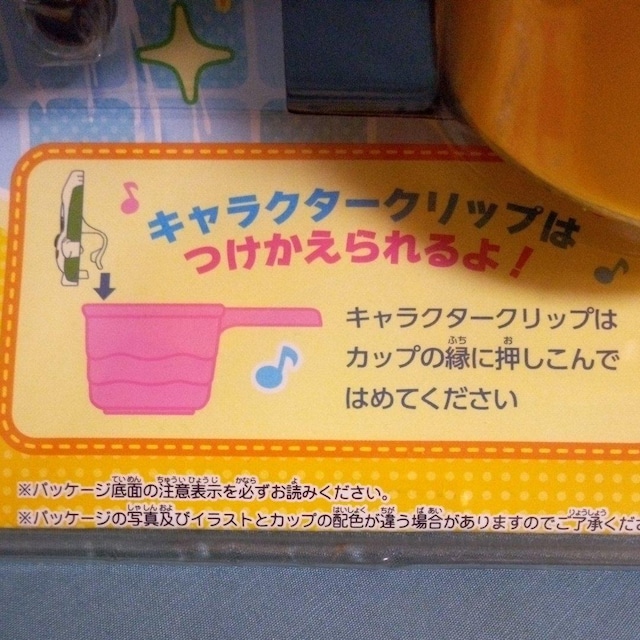 キャラクタークリップは
つけかえられるよ！
キャラクタークリップは
カップの縁に押しこんで
はめてください
※パッケージ底面の注意表示を必ずお読みください。
※パッケージの写真及びイラストとカップの配色が違う場合がありますのでご了承くださ